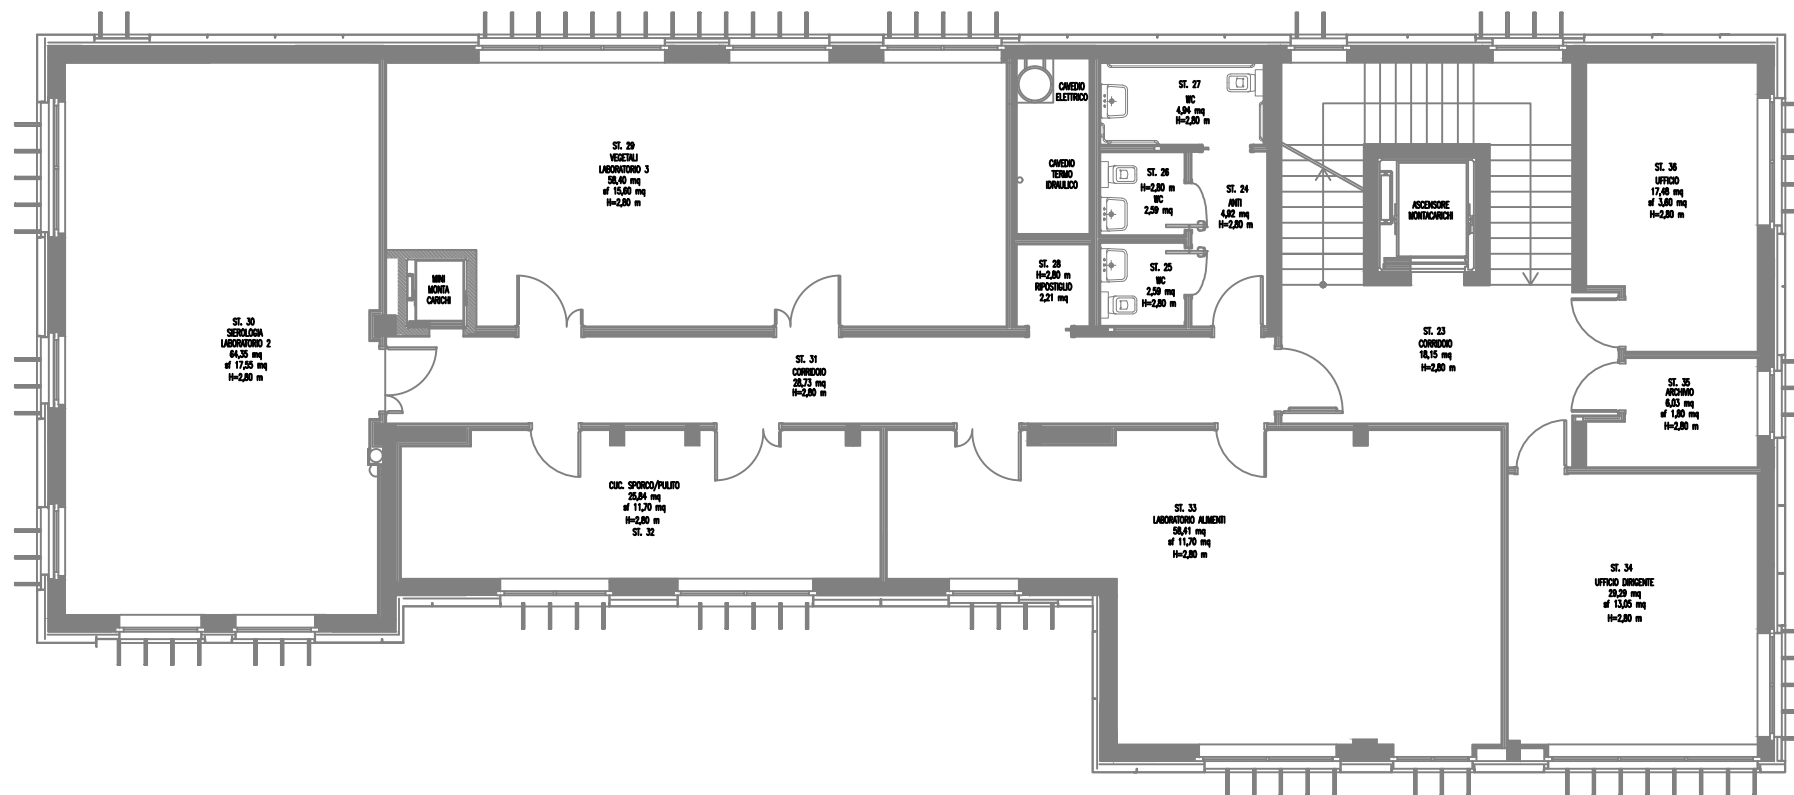 CAVEDIO
ELETTRICO
ST. 27
WC
4,94 mq
H=2,80 m
ST. 29
VEGETALI
LABORATORIO 3
58,40 mq
sf 15,60 mq
H=2,80 m
CAVEDIO
TERMO
IDRAULICO
ST. 26
H=2,80 m
WC
2,59 mq
ST. 24
ANTI
4,92 mq
H=2,80 m
ASCENSORE
MONTACARICHI
ST. 36
UFFICIO
17,48 mq
sf 3,60 mq
H=2,80 m
MINI
MONTA
CARICHI
ST. 28
H=2,80 m
RIPOSTIGLIO
2,21 mq
ST. 25
WC
2,59 mq
H=2,80 m
ST. 30
SIEROLOGIA
LABORATORIO 2
64,35 mq
sf 17,55 mq
H=2,80 m
ST. 31
CORRIDOIO
28,73 mq
H=2,80 m
ST. 23
CORRIDOIO
18,15 mq
H=2,80 m
ST. 35
ARCHIVIO
6,03 mq
sf 1,80 mq
H=2,80 m
CUC. SPORCO/PULITO
25,84 mq
sf 11,70 mq
H=2,80 m
ST. 32
ST. 33
LABORATORIO ALIMENTI
58,41 mq
sf 11,70 mq
H=2,80 m
ST. 34
UFFICIO DIRIGENTE
29,29 mq
sf 13,05 mq
H=2,80 m